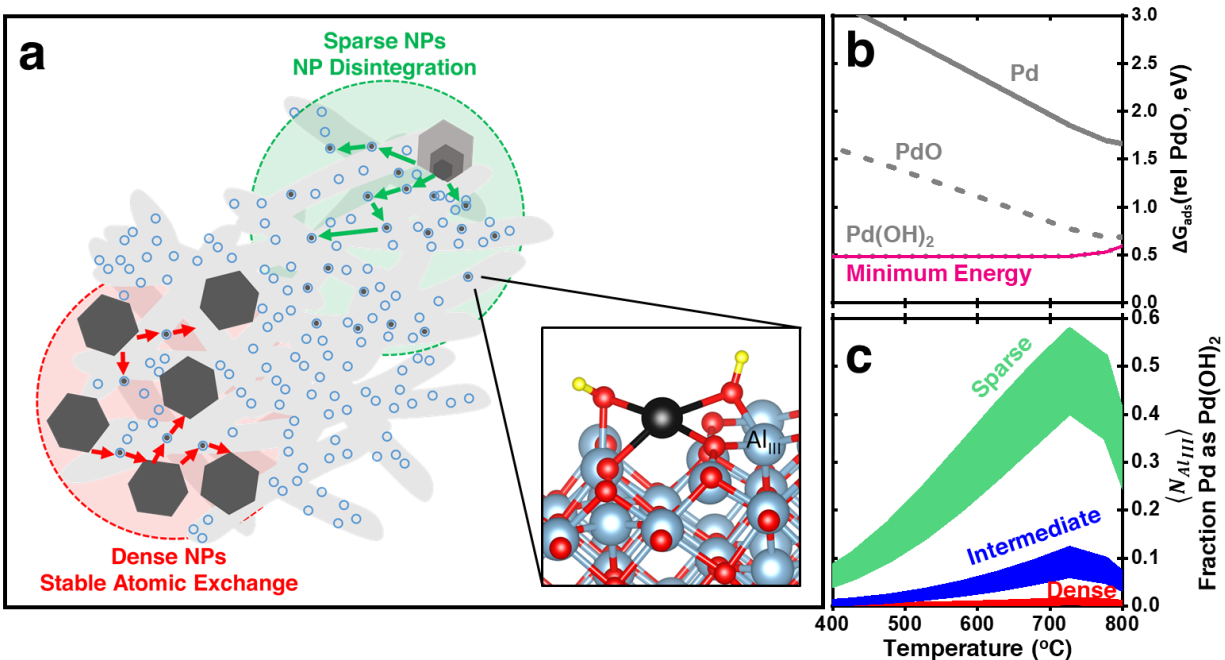 a
Sparse NPs
NP Disintegration
Dense NPs
Stable Atomic Exchange
Al_III
b
Pd
PdO
Pd(OH)₂
Minimum Energy
3.0
2.5
2.0
1.5
1.0
0.5
0.0
ΔG_ads(rel PdO, eV)
c
Sparse
Intermediate
Dense
0.6
0.5
0.4
0.3
0.2
0.1
0.0
⟨N_Al_III⟩
Fraction Pd as Pd(OH)₂
400 500 600 700 800
Temperature (ºC)